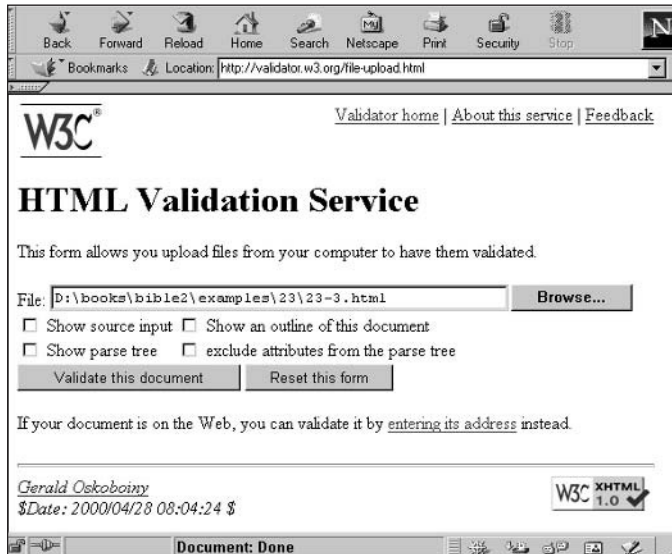 Back Forward Reload Home Search Netscape Print Security Stop
N
My
Bookmarks Location: http://validator.w3.org/file-upload.html
W3C®
Validator home | About this service | Feedback
HTML Validation Service
This form allows you upload files from your computer to have them validated.
File: D:\books\bible2\examples\23\23-3.html Browse...
Show source input Show an outline of this document
Show parse tree exclude attributes from the parse tree
Validate this document Reset this form
If your document is on the Web, you can validate it by entering its address instead.
Gerald Oskoboiny
$Date: 2000/04/28 08:04:24 $
W3C XHTML
1.0
Document: Done